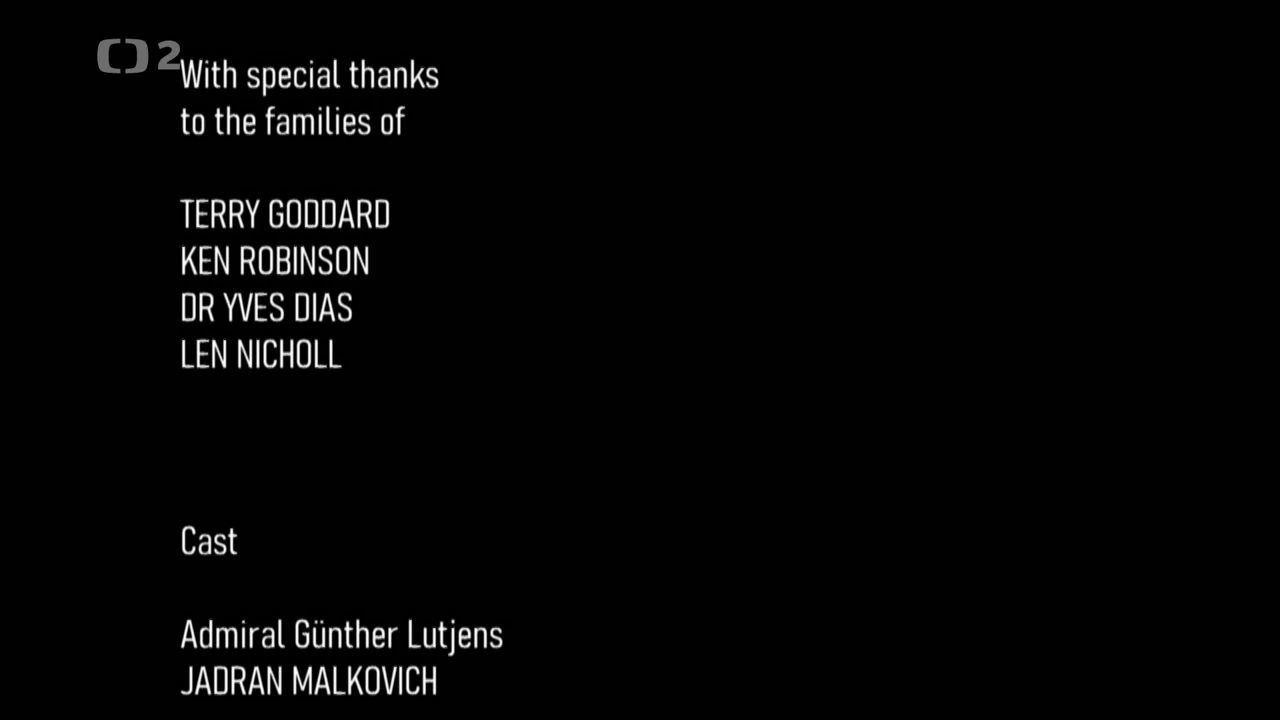 2
With special thanks
to the families of
TERRY GODDARD
KEN ROBINSON
DR YVES DIAS
LEN NICHOLL
Cast
Admiral Günther Lutjens
JADRAN MALKOVICH